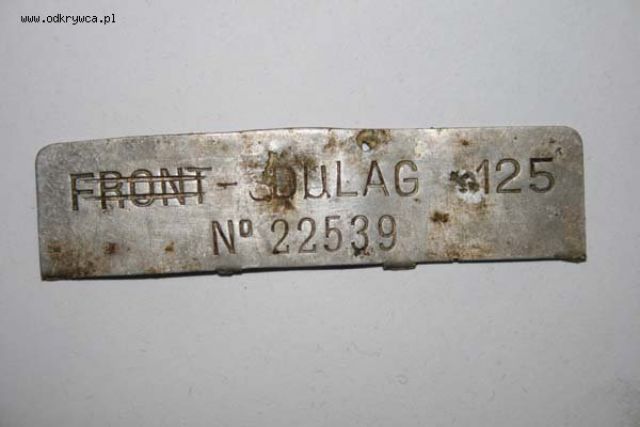 www.odkrywca.pl
FRONT - DULAG 125
Nº 22539